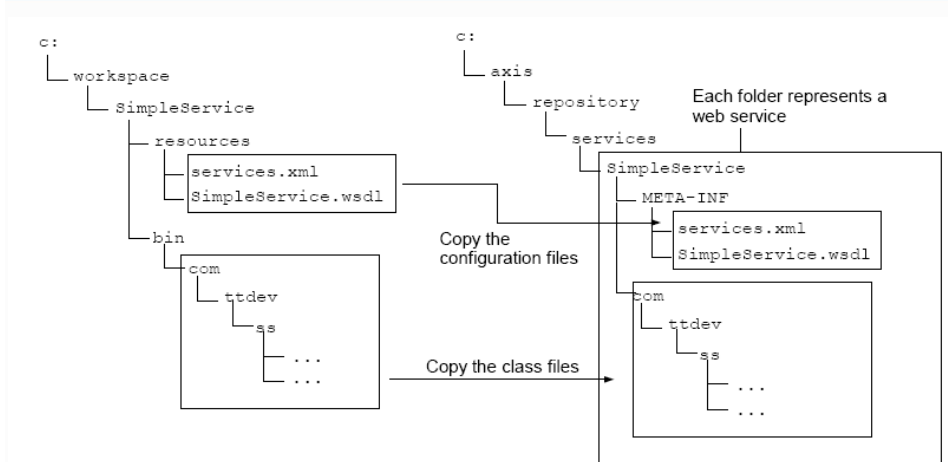 c:
workspace
SimpleService
resources
services.xml
SimpleService.wsdl
bin
com
ttdev
ss
...
...
Copy the
configuration files
Copy the class files
c:
axis
repository
services
Each folder represents a
web service
SimpleService
META-INF
services.xml
SimpleService.wsdl
com
ttdev
ss
...
...